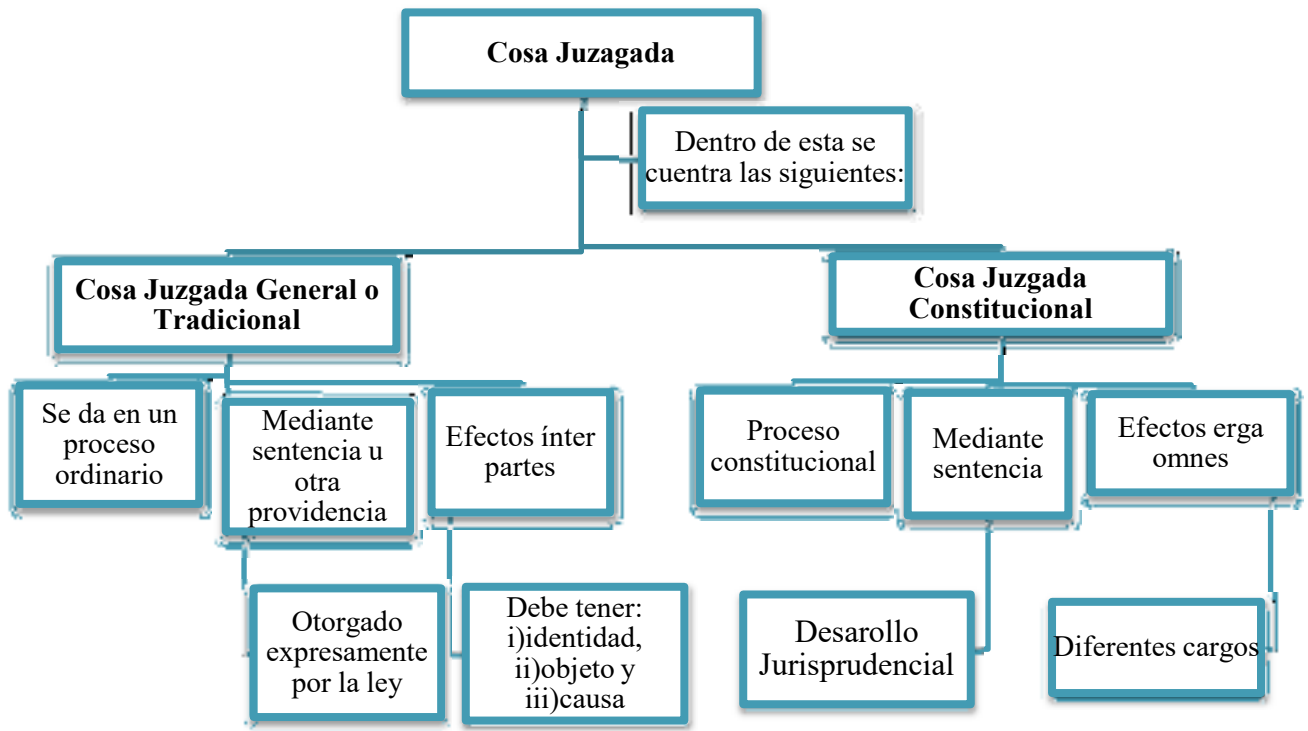 Cosa Juzagada
Dentro de esta se
cuentra las siguientes:
Cosa Juzgada General o
Tradicional
Cosa Juzgada
Constitucional
Se da en un
proceso
ordinario
Mediante
sentencia u
otra
providencia
Efectos ínter
partes
Proceso
constitucional
Mediante
sentencia
Efectos erga
omnes
Otorgado
expresamente
por la ley
Debe tener:
i)identidad,
ii)objeto y
iii)causa
Desarollo
Jurisprudencial
Diferentes cargos